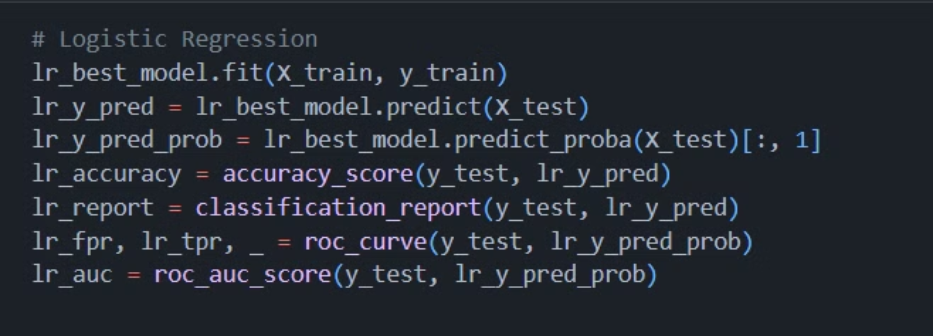 # Logistic Regression
lr_best_model.fit(X_train, y_train)
lr_y_pred = lr_best_model.predict(X_test)
lr_y_pred_prob = lr_best_model.predict_proba(X_test)[:, 1]
lr_accuracy = accuracy_score(y_test, lr_y_pred)
lr_report = classification_report(y_test, lr_y_pred)
lr_fpr, lr_tpr, _ = roc_curve(y_test, lr_y_pred_prob)
lr_auc = roc_auc_score(y_test, lr_y_pred_prob)